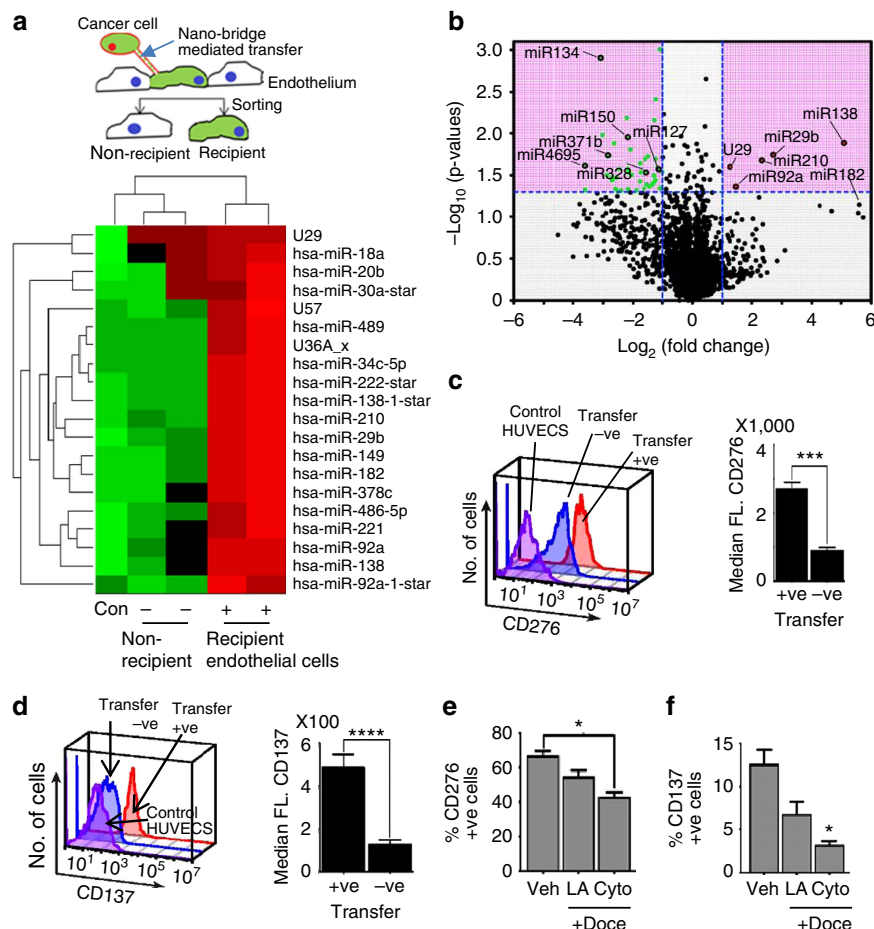 a
Cancer cell
Nano-bridge
mediated transfer
Endothelium
Sorting
Non-recipient Recipient
U29
hsa-miR-18a
hsa-miR-20b
hsa-miR-30a-star
U57
hsa-miR-489
U36A_x
hsa-miR-34c-5p
hsa-miR-222-star
hsa-miR-138-1-star
hsa-miR-210
hsa-miR-29b
hsa-miR-149
hsa-miR-182
hsa-miR-378c
hsa-miR-486-5p
hsa-miR-221
hsa-miR-92a
hsa-miR-138
hsa-miR-92a-1-star
Con – – + +
Non-
recipient
Recipient
endothelial cells
b
–Log10 (p-values)
3.0
2.5
2.0
1.5
1.0
0.5
0
–6 –4 –2 0 2 4 6
Log2 (fold change)
miR134
miR150
miR127
miR371b
miR4695
miR328
miR138
miR29b
U29
miR210
miR182
miR92a
c
Control
HUVECS
Transfer
–ve
Transfer
+ve
No. of cells
10^1 10^3 10^5 10^7
CD276
X1,000
Median FL. CD276
4
2
0
***
+ve –ve
Transfer
d
Transfer
–ve
Transfer
+ve
Control
HUVECS
No. of cells
10^1 10^3 10^5 10^7
CD137
X100
Median FL. CD137
6
4
2
0
****
+ve –ve
Transfer
e
% CD276
+ve cells
80
60
40
20
0
*
Veh LA Cyto
+Doce
f
% CD137
+ve cells
15
10
5
0
*
Veh LA Cyto
+Doce